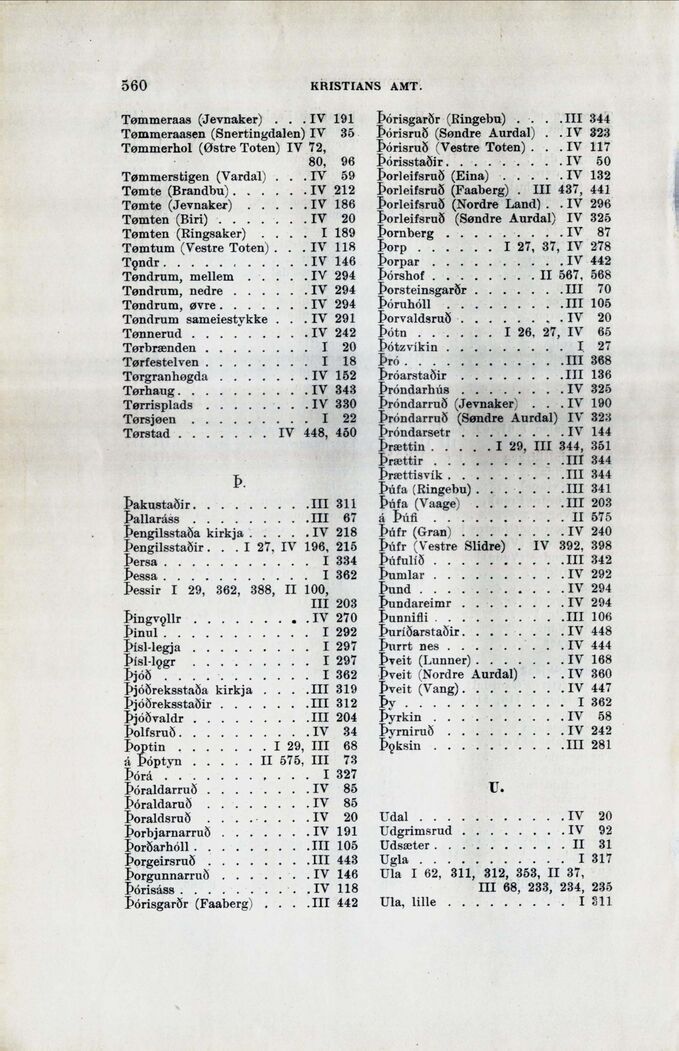 560
KRISTIANS AMT.
Tømmeraas (Jevnaker) . . . IV 191
Tømmeraasen (Snertingdalen) IV 35
Tømmerhol (Østre Toten) IV 72,
80, 96
Tømmerstigen (Vardal) . . . IV 59
Tømte (Brandbu) . . . . . . IV 212
Tømte (Jevnaker) . . . . . IV 186
Tømten (Biri) . . . . . . . IV 20
Tømten (Ringsaker) . . . . I 189
Tømtum (Vestre Toten) . . . IV 118
Tǫndr . . . . . . . . . . IV 146
Tøndrum, mellem . . . . . IV 294
Tøndrum, nedre . . . . . . IV 294
Tøndrum, øvre . . . . . . . IV 294
Tøndrum sameiestykke . . . IV 291
Tønnerud . . . . . . . . . IV 242
Tørbrænden . . . . . . . . I 20
Tørfestelven . . . . . . . . I 18
Tørgranhøgda . . . . . . . IV 152
Tørhaug . . . . . . . . . . IV 343
Tørrisplads . . . . . . . . IV 330
Tørsjøen . . . . . . . . . I 22
Tørstad . . . . . . . IV 448, 450
Þ.
Þakustaðir . . . . . . . . . III 311
Þallaráss . . . . . . . . . III 67
Þengilsstaða kirkja . . . . . IV 218
Þengilsstaðir . . . I 27, IV 196, 215
Þersa . . . . . . . . . . . I 334
Þessa . . . . . . . . . . . I 362
Þessir I 29, 362, 388, II 100,
III 203
Þingvǫllr . . . . . . . . . IV 270
Þinul . . . . . . . . . . . I 292
Þísl-legja . . . . . . . . . I 297
Þísl-lǫgr . . . . . . . . . I 297
Þjóð . . . . . . . . . . . I 362
Þjóðreksstaða kirkja . . . . III 319
Þjóðreksstaðir . . . . . . . III 312
Þjóðvaldr . . . . . . . . . III 204
Þolfsruð . . . . . . . . . . IV 34
Þoptin . . . . . . . I 29, III 68
á Þóptyn . . . . . II 575, III 73
Þórá . . . . . . . . . . . I 327
Þóraldarruð . . . . . . . . IV 85
Þóraldaruð . . . . . . . . IV 85
Þoraldsruð . . . . . . . . IV 20
Þorbjarnarruð . . . . . . . IV 191
Þorðarhóll . . . . . . . . . III 105
Þorgeirsruð . . . . . . . . III 443
Þorgunnarruð . . . . . . . IV 146
Þórisáss . . . . . . . . . . IV 118
Þórisgarðr (Faaberg) . . . . III 442
Þórisgarðr (Ringebu) . . . . III 344
Þórisruð (Søndre Aurdal) . . IV 323
Þórisruð (Vestre Toten) . . . IV 117
Þórisstaðir . . . . . . . . . IV 50
Þorleifsruð (Eina) . . . . . IV 132
Þorleifsruð (Faaberg) . III 437, 441
Þorleifsruð (Nordre Land) . . IV 296
Þorleifsruð (Søndre Aurdal) IV 325
Þornberg . . . . . . . . . IV 87
Þorp . . . . . . I 27, 37, IV 278
Þorpar . . . . . . . . . . IV 442
Þórshof . . . . . . . II 567, 568
Þorsteinsgarðr . . . . . . . III 70
Þóruhóll . . . . . . . . . III 105
Þorvaldsruð . . . . . . . . IV 20
Þótn . . . . . . I 26, 27, IV 65
Þótzvíkin . . . . . . . . . I 27
Þró . . . . . . . . . . . . III 368
Þróarstaðir . . . . . . . . III 136
Þróndarhús . . . . . . . . IV 325
Þróndarruð (Jevnaker) . . . IV 190
Þróndarruð (Søndre Aurdal) IV 323
Þróndarsetr . . . . . . . . IV 144
Þrættin . . . . . I 29, III 344, 351
Þrættir . . . . . . . . . . III 344
Þrættisvík . . . . . . . . . III 344
Þúfa (Ringebu) . . . . . . . III 341
Þúfa (Vaage) . . . . . . . III 203
á Þúfi . . . . . . . . . . II 575
Þúfr (Gran) . . . . . . . . IV 240
Þúfr (Vestre Slidre) . IV 392, 398
Þúfulíð . . . . . . . . . . III 342
Þumlar . . . . . . . . . . IV 292
Þund . . . . . . . . . . . IV 294
Þundareimr . . . . . . . . IV 294
Þunnifli . . . . . . . . . . III 106
Þuríðarstaðir . . . . . . . . IV 448
Þurrt nes . . . . . . . . . IV 444
Þveit (Lunner) . . . . . . . IV 168
Þveit (Nordre Aurdal) . . . IV 360
Þveit (Vang) . . . . . . . . IV 447
Þy . . . . . . . . . . . . I 362
Þyrkin . . . . . . . . . . IV 58
Þyrniruð . . . . . . . . . IV 242
Þǫksin . . . . . . . . . . III 281
U.
Udal . . . . . . . . . . . IV 20
Udgrimsrud . . . . . . . . IV 92
Udsæter . . . . . . . . . . II 31
Ugla . . . . . . . . . . . I 317
Ula I 62, 311, 312, 353, II 37,
III 68, 233, 234, 235
Ula, lille . . . . . . . . . . I 311